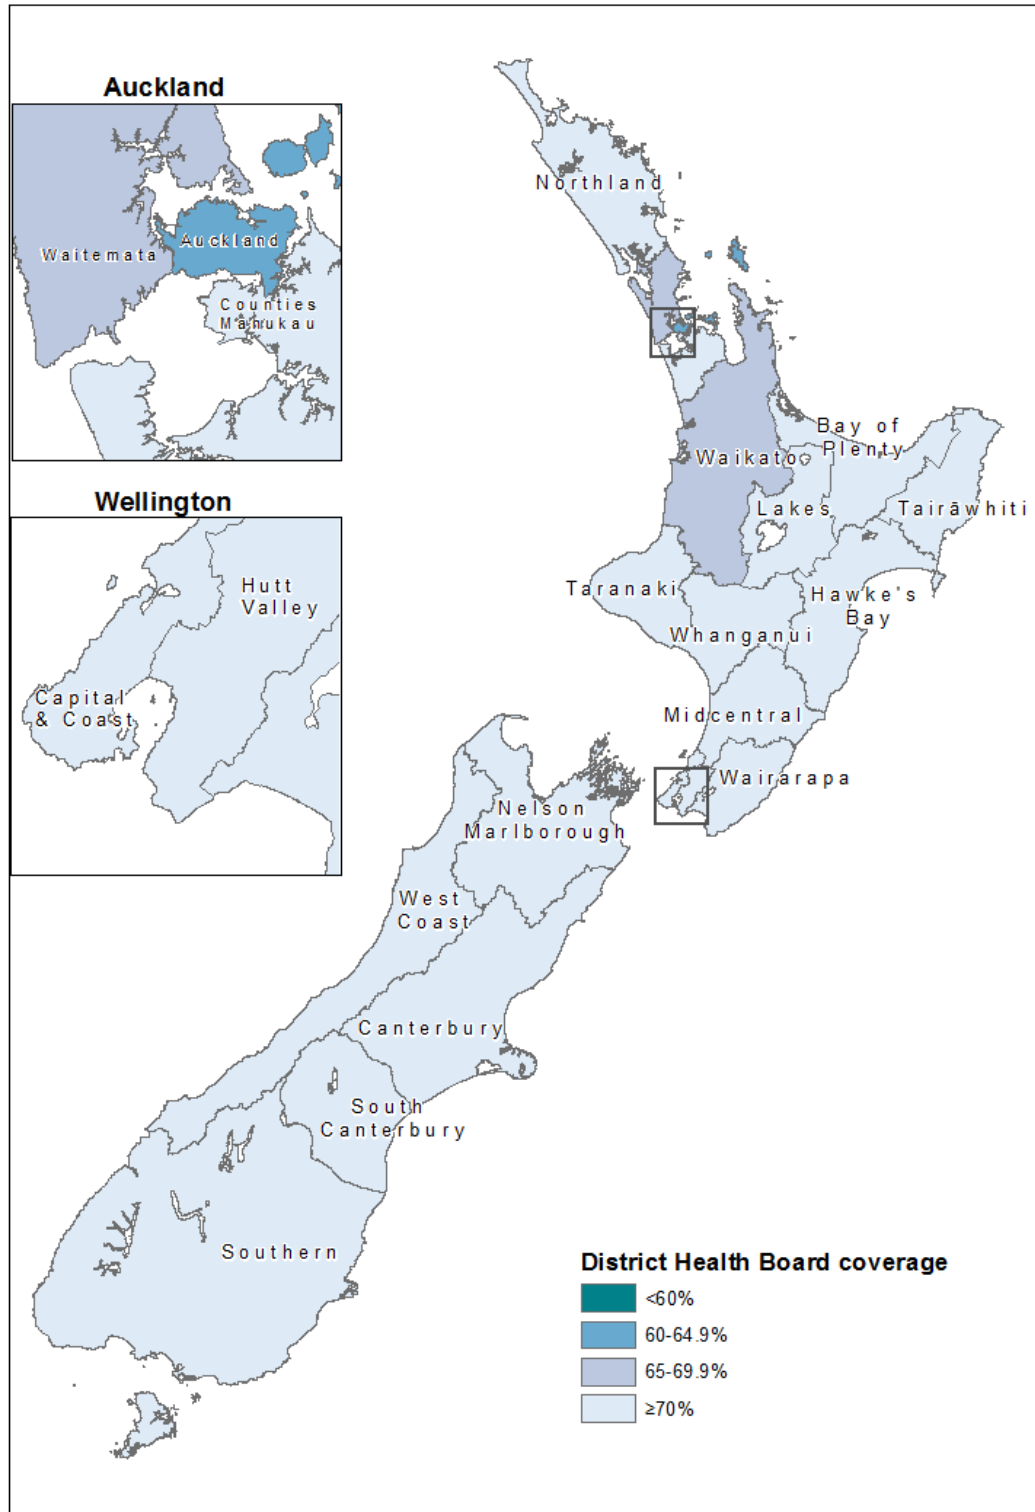 Auckland
Waitemata
Auckland
Counties
Manukau
Wellington
Hutt
Valley
Capital
& Coast
Northland
Bay of
Plenty
Waikato
Lakes
Tairāwhiti
Taranaki
Hawke's
Bay
Whanganui
Midcentral
Wairarapa
Nelson
Marlborough
West
Coast
Canterbury
South
Canterbury
Southern
District Health Board coverage
<60%
60-64.9%
65-69.9%
≥70%